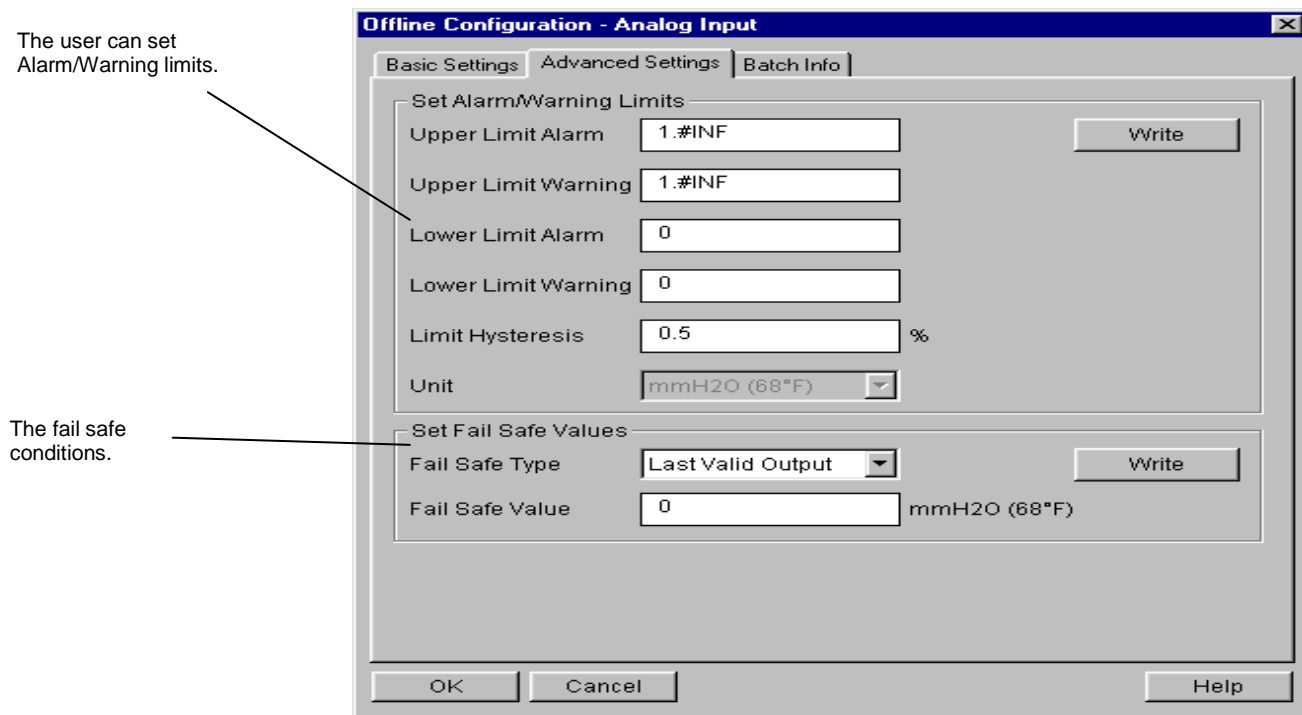 Offline Configuration - Analog Input
The user can set
Alarm/Warning limits.
Basic Settings
Advanced Settings
Batch Info
Set Alarm/Warning Limits
Upper Limit Alarm 1.#INF Write
Upper Limit Warning 1.#INF
Lower Limit Alarm 0
Lower Limit Warning 0
Limit Hysteresis 0.5 %
Unit mmH2O (68°F)
The fail safe
conditions.
Set Fail Safe Values
Fail Safe Type Last Valid Output Write
Fail Safe Value 0 mmH2O (68°F)
OK Cancel Help